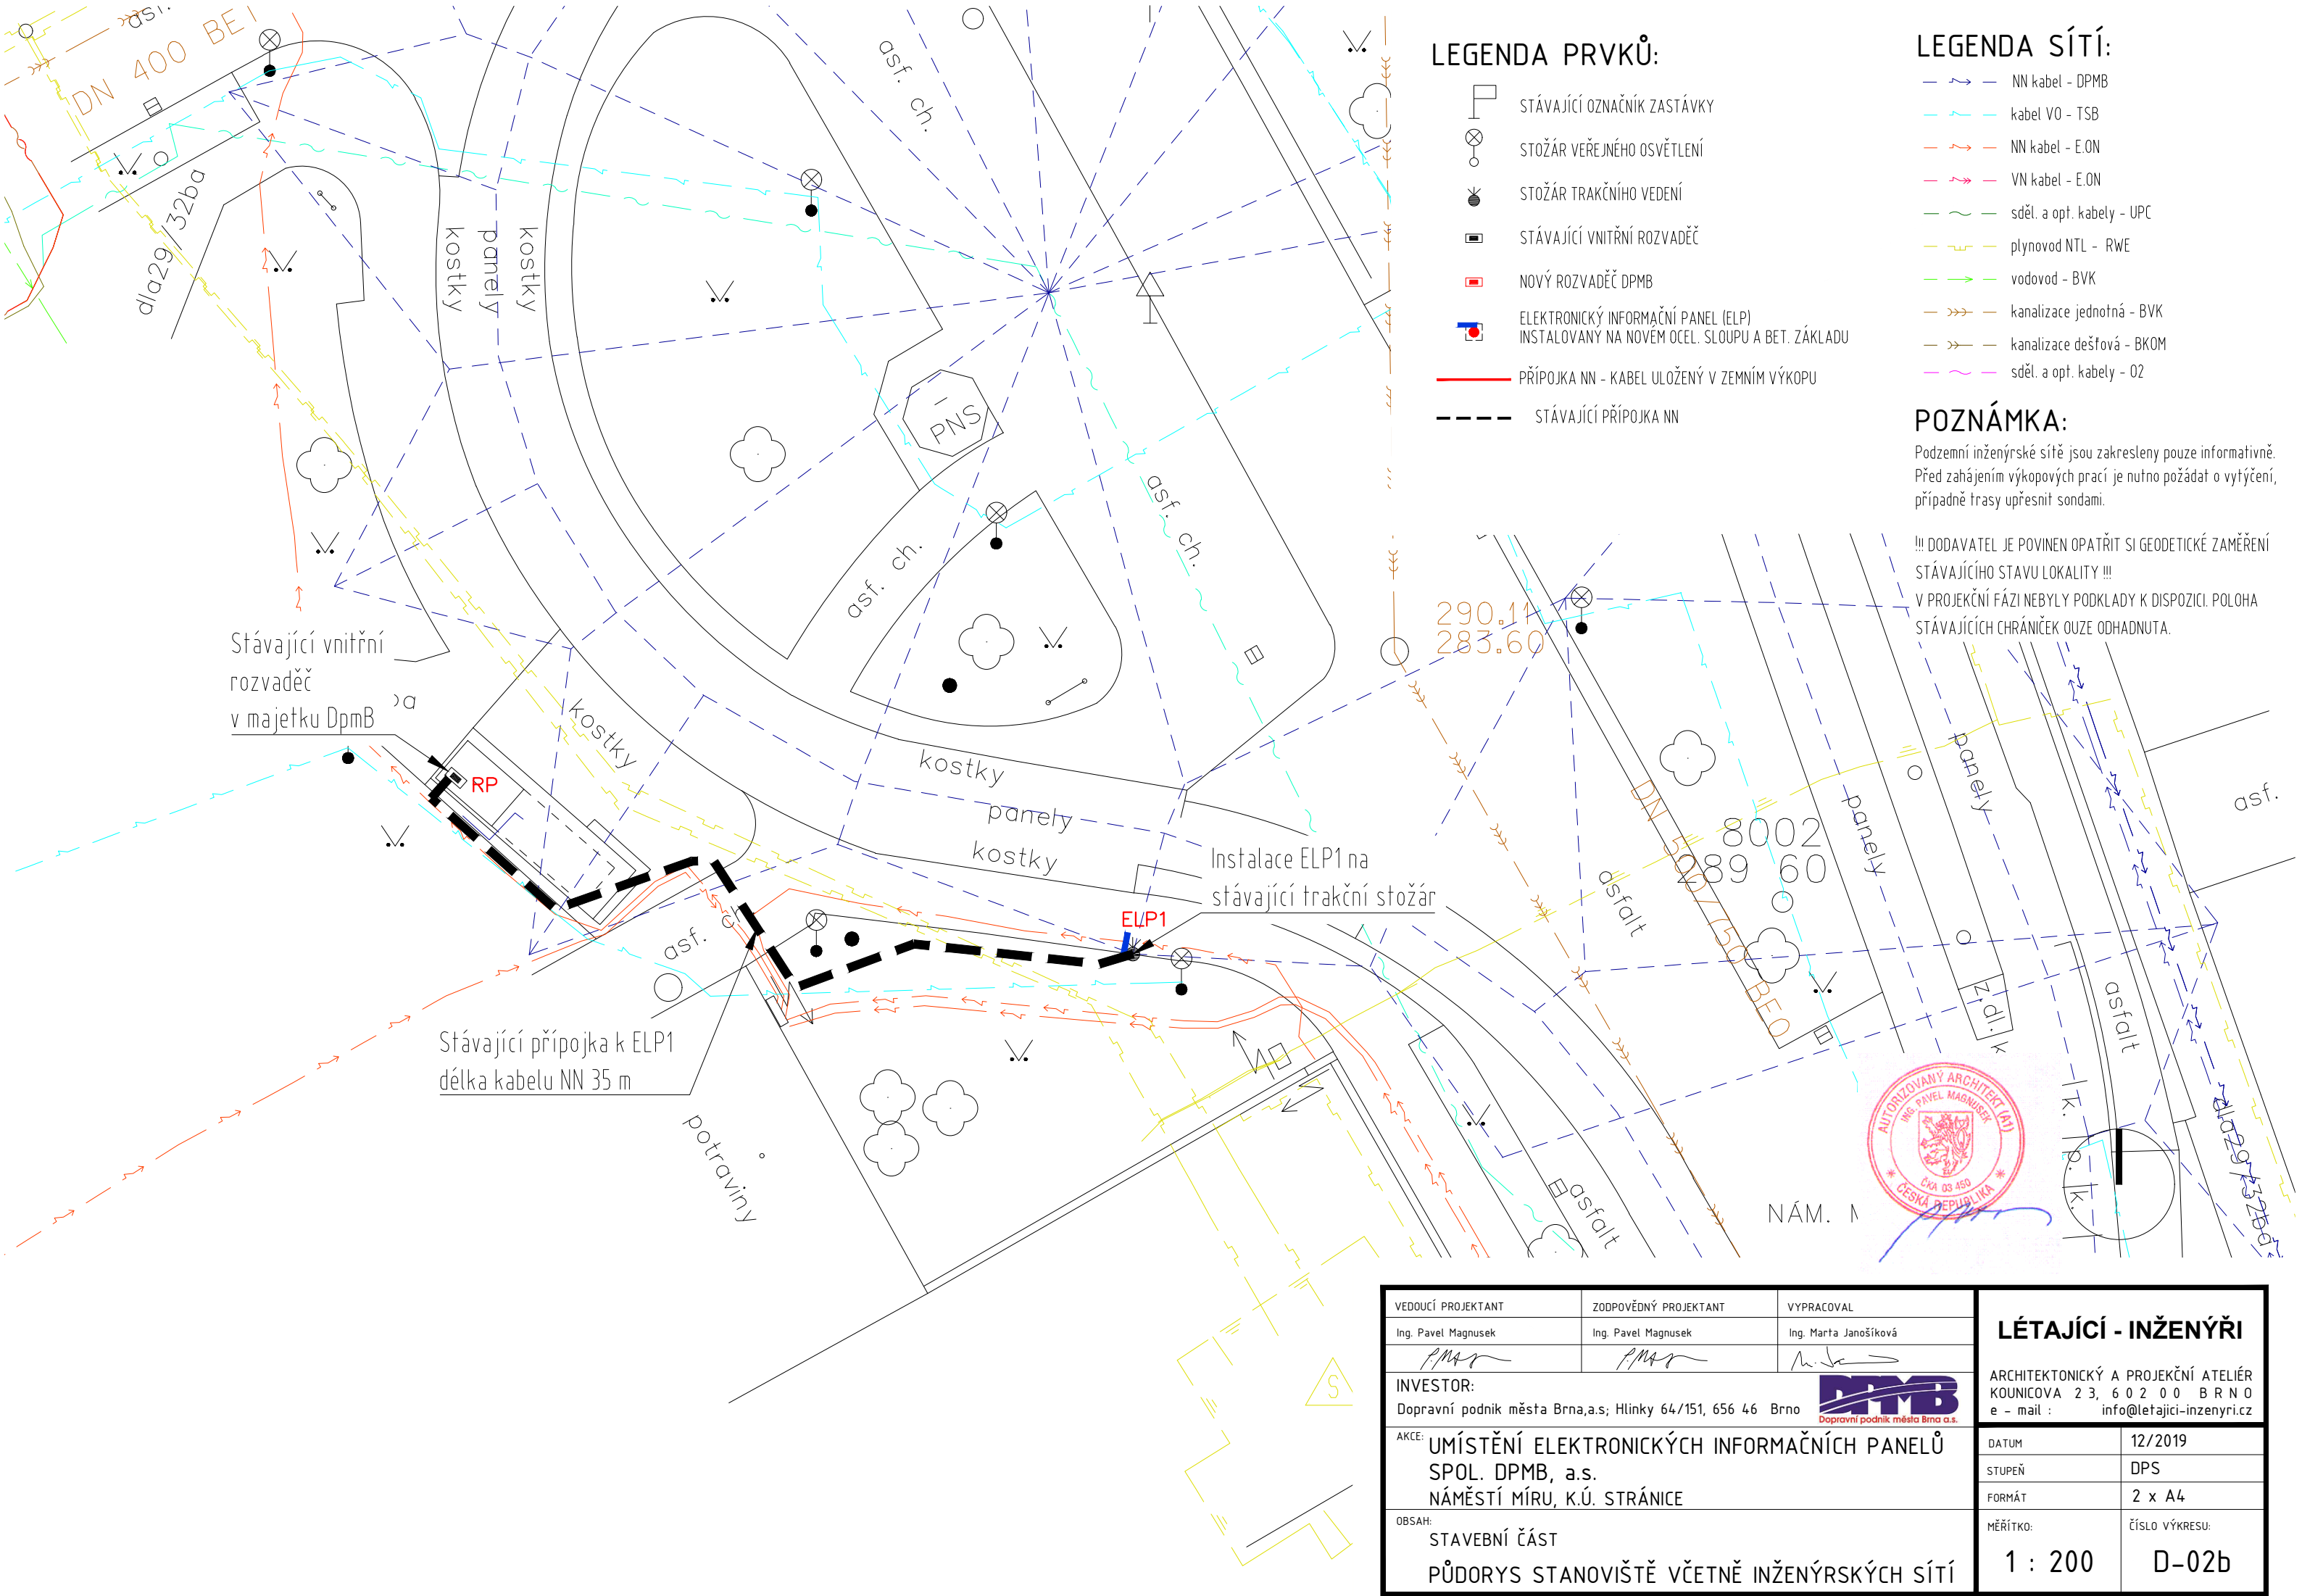 LEGENDA PRVKŮ:
STÁVAJÍCÍ OZNAČNÍK ZASTÁVKY
STOŽÁR VEŘEJNÉHO OSVĚTLENÍ
STOŽÁR TRAKČNÍHO VEDENÍ
STÁVAJÍCÍ VNITŘNÍ ROZVADĚČ
NOVÝ ROZVADĚČ DPMB
ELEKTRONICKÝ INFORMAČNÍ PANEL (ELP)
INSTALOVANÝ NA NOVÉM OCEL. SLOUPU A BET. ZÁKLADU
PŘÍPOJKA NN - KABEL ULOŽENÝ V ZEMNÍM VÝKOPU
STÁVAJÍCÍ PŘÍPOJKA NN
LEGENDA SÍTÍ:
NN kabel - DPMB
kabel VO - TSB
NN kabel - E.ON
VN kabel - E.ON
sděl. a opt. kabely - UPC
plynovod NTL - RWE
vodovod - BVK
kanalizace jednotná - BVK
kanalizace dešťová - BKOM
sděl. a opt. kabely - O2
POZNÁMKA:
Podzemní inženýrské sítě jsou zakresleny pouze informativně.
Před zahájením výkopových prací je nutno požádat o vytýčení,
případně trasy upřesnit sondami.
!!! DODAVATEL JE POVINEN OPATŘIT SI GEODETICKÉ ZAMĚŘENÍ
STÁVAJÍCÍHO STAVU LOKALITY !!!
V PROJEKČNÍ FÁZI NEBYLY PODKLADY K DISPOZICI. POLOHA
STÁVAJÍCÍCH CHRÁNIČEK OUZE ODHADNUTA.
asf.
DN 400 BE
dla29/32ba
kostky
panely
kostky
asf. ch.
PNS
asf. ch.
asf. ch.
290.11
283.60
Stávající vnitřní
rozvaděč
v majetku DpmB
RP
kostky
kostky
panely
kostky
Instalace ELP1 na
stávající trakční stožár
ELP1
asf.
Stávající přípojka k ELP1
délka kabelu NN 35 m
potraviny
DN 500/750 BEO
8002
289 60
asfalt
panely
panely
asf.
z.dl.k
asfalt
dla29/32ba
asfalt
NÁM.
S
AUTORIZOVANÝ ARCHITEKT (A1)
ING. PAVEL MAGNUSEK
ČKA 03 450
ČESKÁ REPUBLIKA
VEDOUCÍ PROJEKTANT
ZODPOVĚDNÝ PROJEKTANT
VYPRACOVAL
Ing. Pavel Magnusek
Ing. Pavel Magnusek
Ing. Marta Janošíková
INVESTOR:
Dopravní podnik města Brna,a.s; Hlinky 64/151, 656 46 Brno
DPMB
Dopravní podnik města Brna a.s.
AKCE:
UMÍSTĚNÍ ELEKTRONICKÝCH INFORMAČNÍCH PANELŮ
SPOL. DPMB, a.s.
NÁMĚSTÍ MÍRU, K.Ú. STRÁNICE
OBSAH:
STAVEBNÍ ČÁST
PŮDORYS STANOVIŠTĚ VČETNĚ INŽENÝRSKÝCH SÍTÍ
LÉTAJÍCÍ - INŽENÝŘI
ARCHITEKTONICKÝ A PROJEKČNÍ ATELIÉR
KOUNICOVA 23, 602 00 BRNO
e - mail : info@letajici-inzenyri.cz
DATUM 12/2019
STUPEŇ DPS
FORMÁT 2 x A4
MĚŘÍTKO: 1 : 200
ČÍSLO VÝKRESU: D-02b